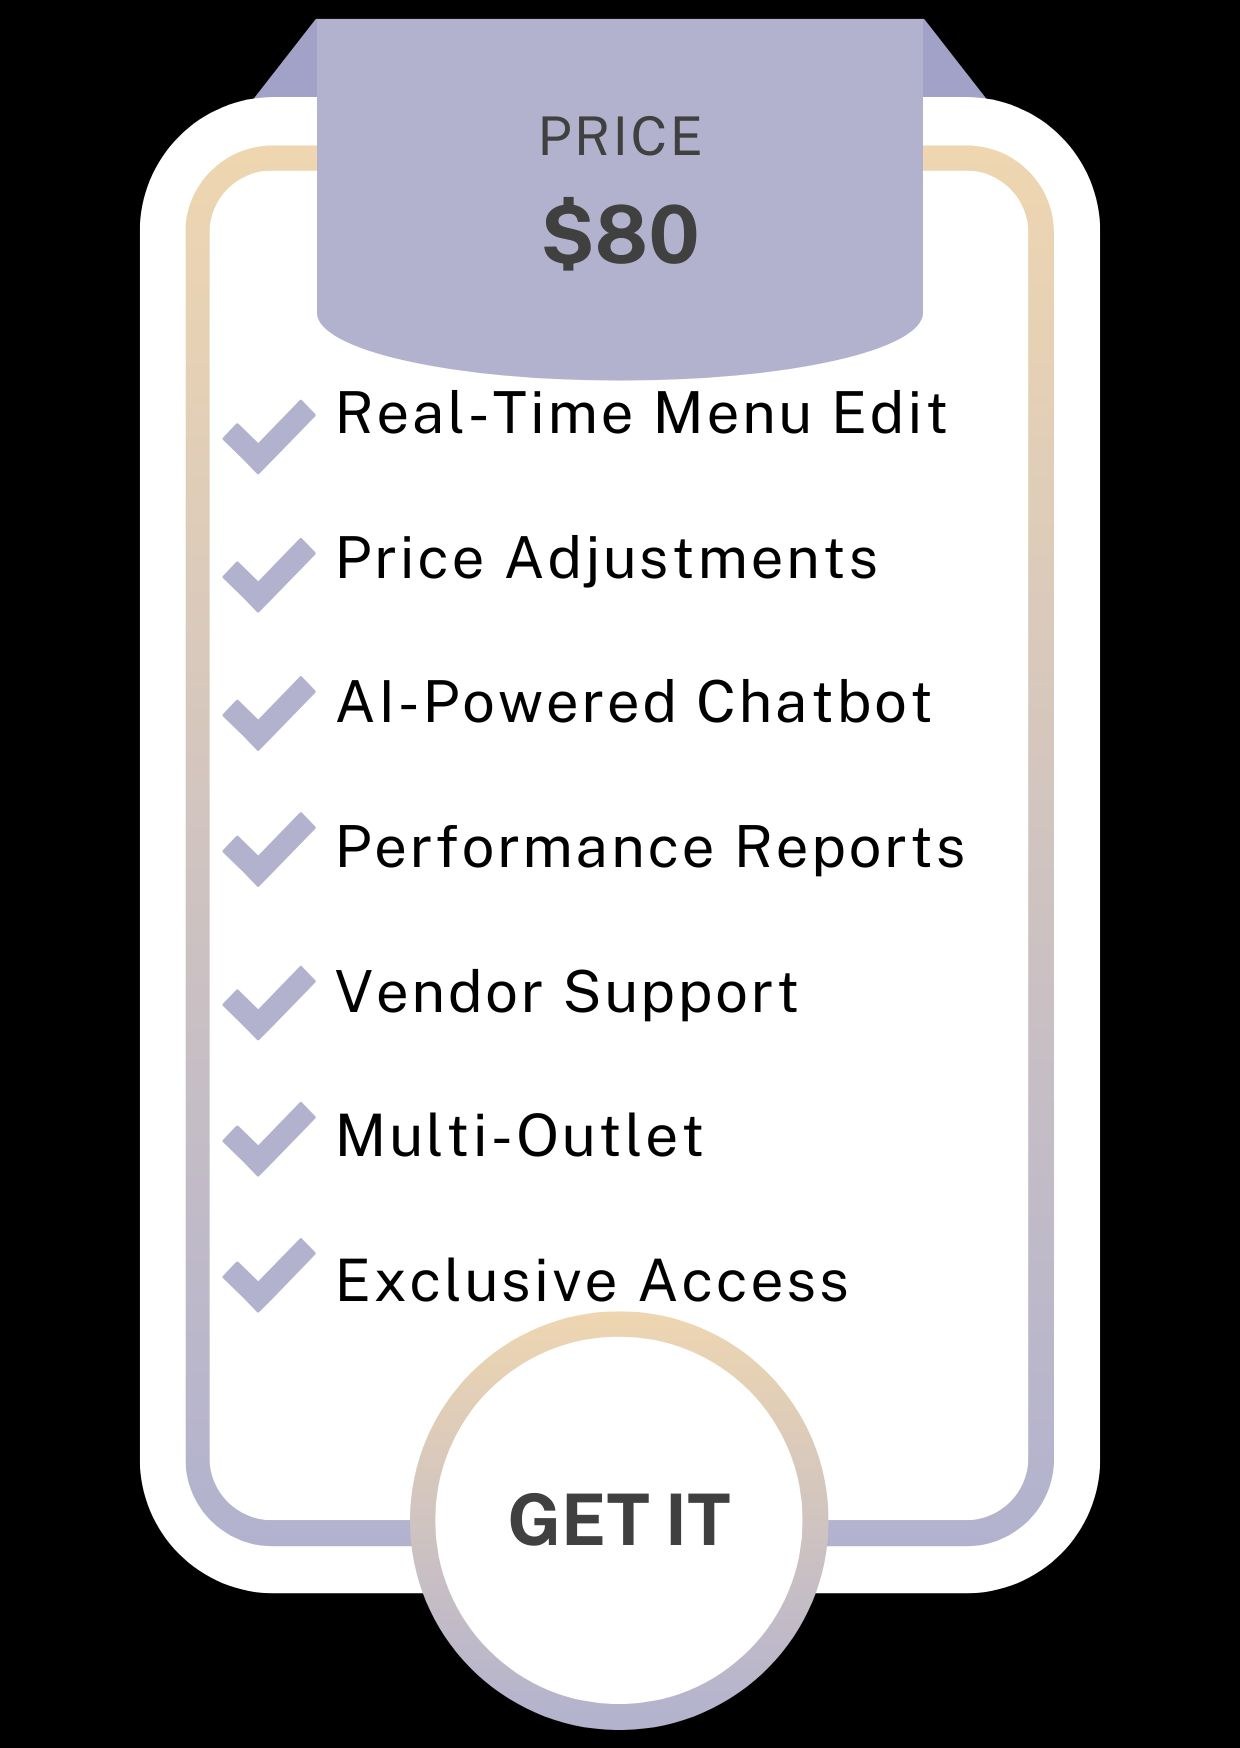 PRICE
$80
Real-Time Menu Edit
Price Adjustments
AI-Powered Chatbot
Performance Reports
Vendor Support
Multi-Outlet
Exclusive Access
GET IT